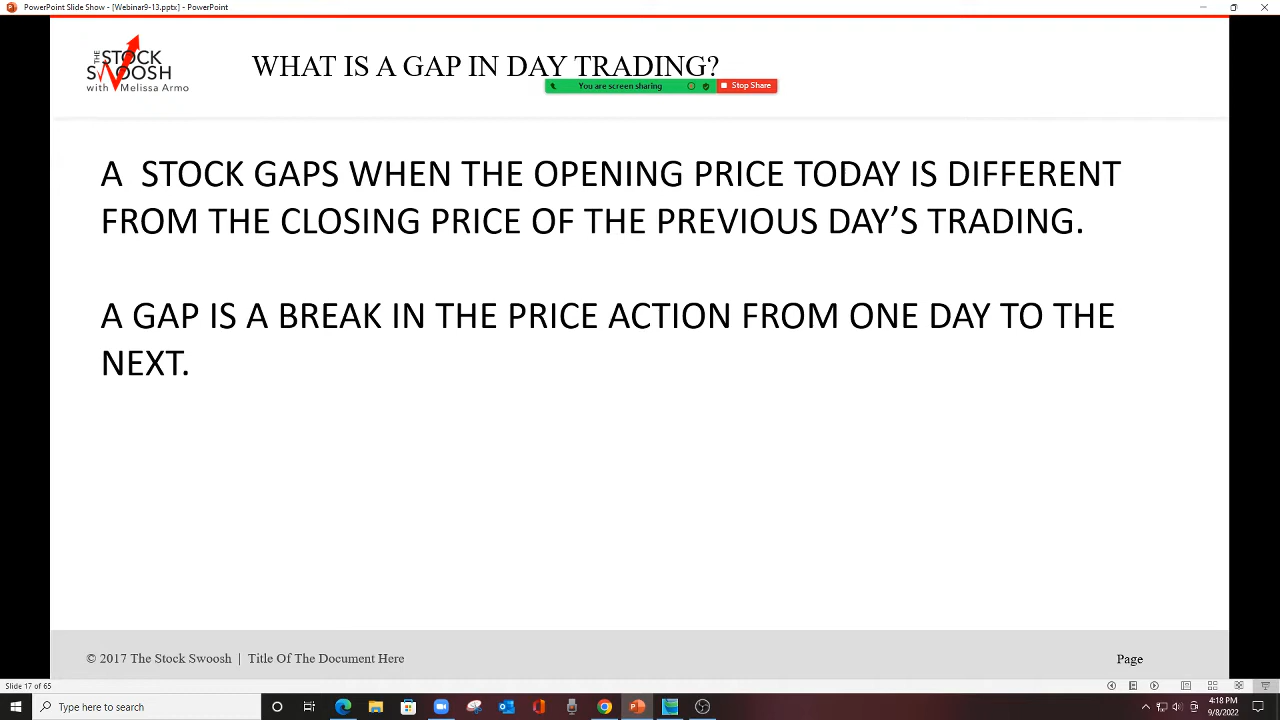 PowerPoint Slide Show - [Webinar9-13.pptx] - PowerPoint
THE STOCK
SWOOSH
with Melissa Armo
WHAT IS A GAP IN DAY TRADING?
You are screen sharing
Stop Share
A STOCK GAPS WHEN THE OPENING PRICE TODAY IS DIFFERENT
FROM THE CLOSING PRICE OF THE PREVIOUS DAY’S TRADING.
A GAP IS A BREAK IN THE PRICE ACTION FROM ONE DAY TO THE
NEXT.
© 2017 The Stock Swoosh | Title Of The Document Here
Page
Slide 17 of 65
Type here to search
4:18 PM
9/8/2022